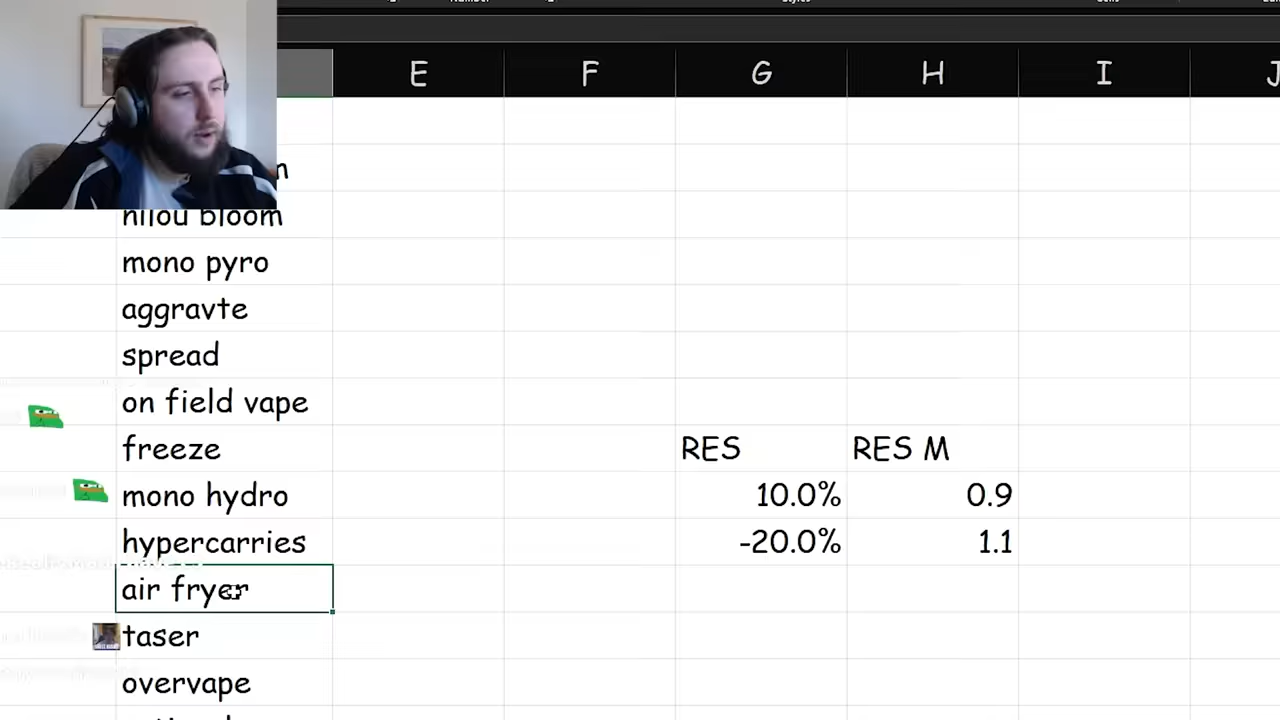 E F G H I J
nilou bloom
mono pyro
aggravte
spread
on field vape
freeze RES RES M
mono hydro 10.0% 0.9
hypercarries -20.0% 1.1
air fryer
taser
overvape